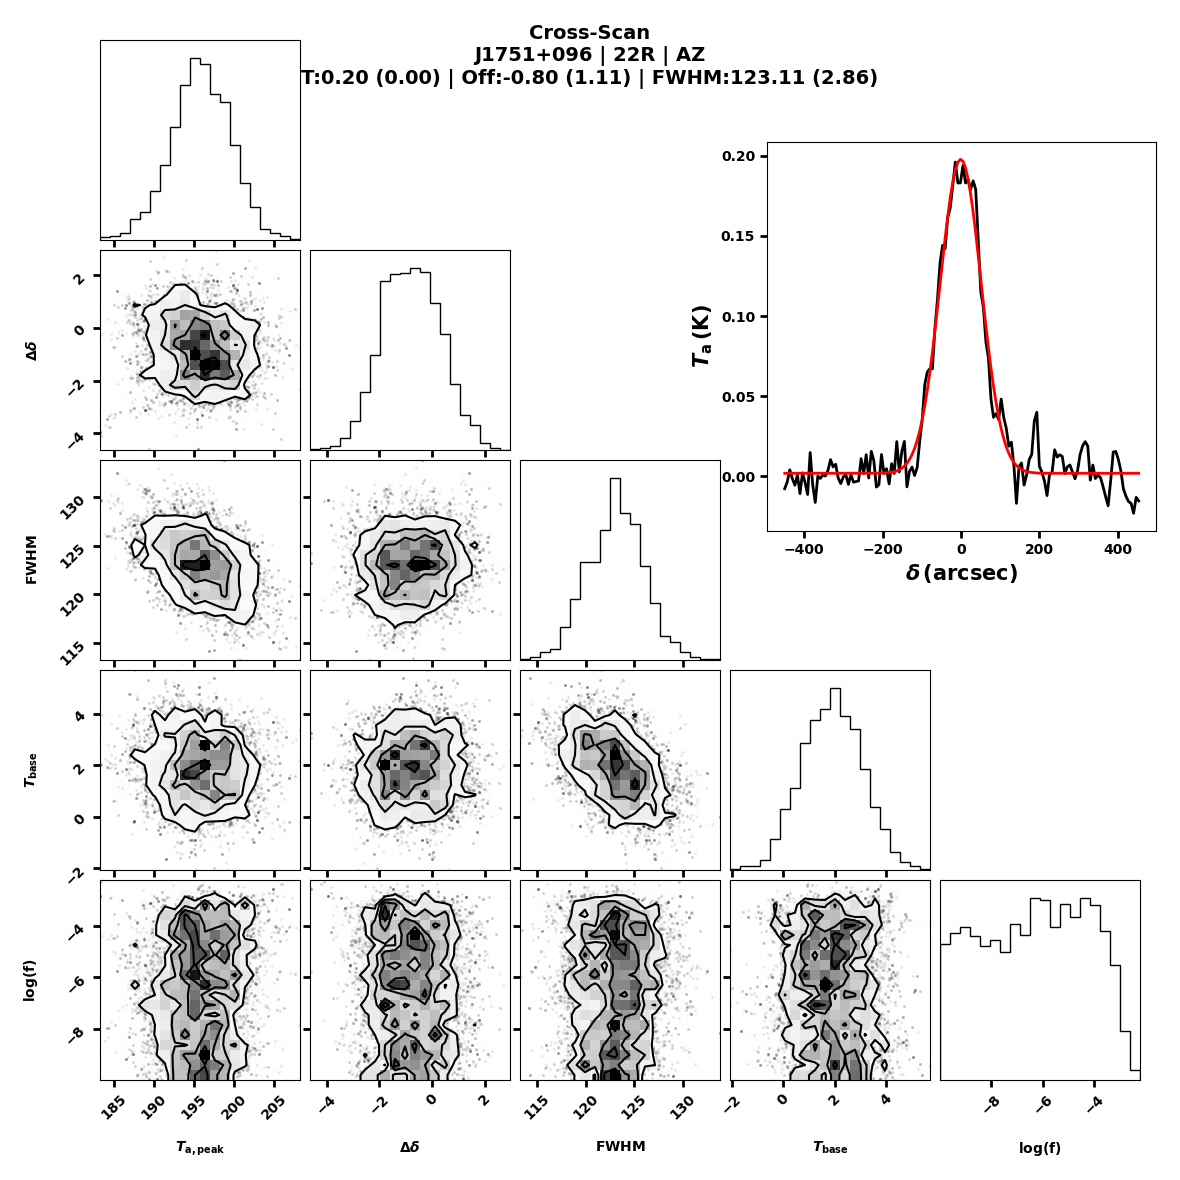 Cross-Scan
J1751+096 | 22R | AZ
T:0.20 (0.00) | Off:-0.80 (1.11) | FWHM:123.11 (2.86)
0.20
0.15
0.10
0.05
0.00
Ta (K)
−400 −200 0 200 400
δ (arcsec)
2
0
−2
−4
Δδ
130
125
120
115
FWHM
4
2
0
−2
Tbase
−4
−6
−8
log(f)
185 190 195 200 205
−4 −2 0 2
115 120 125 130
−2 0 2 4
−8 −6 −4
Ta,peak Δδ FWHM Tbase log(f)